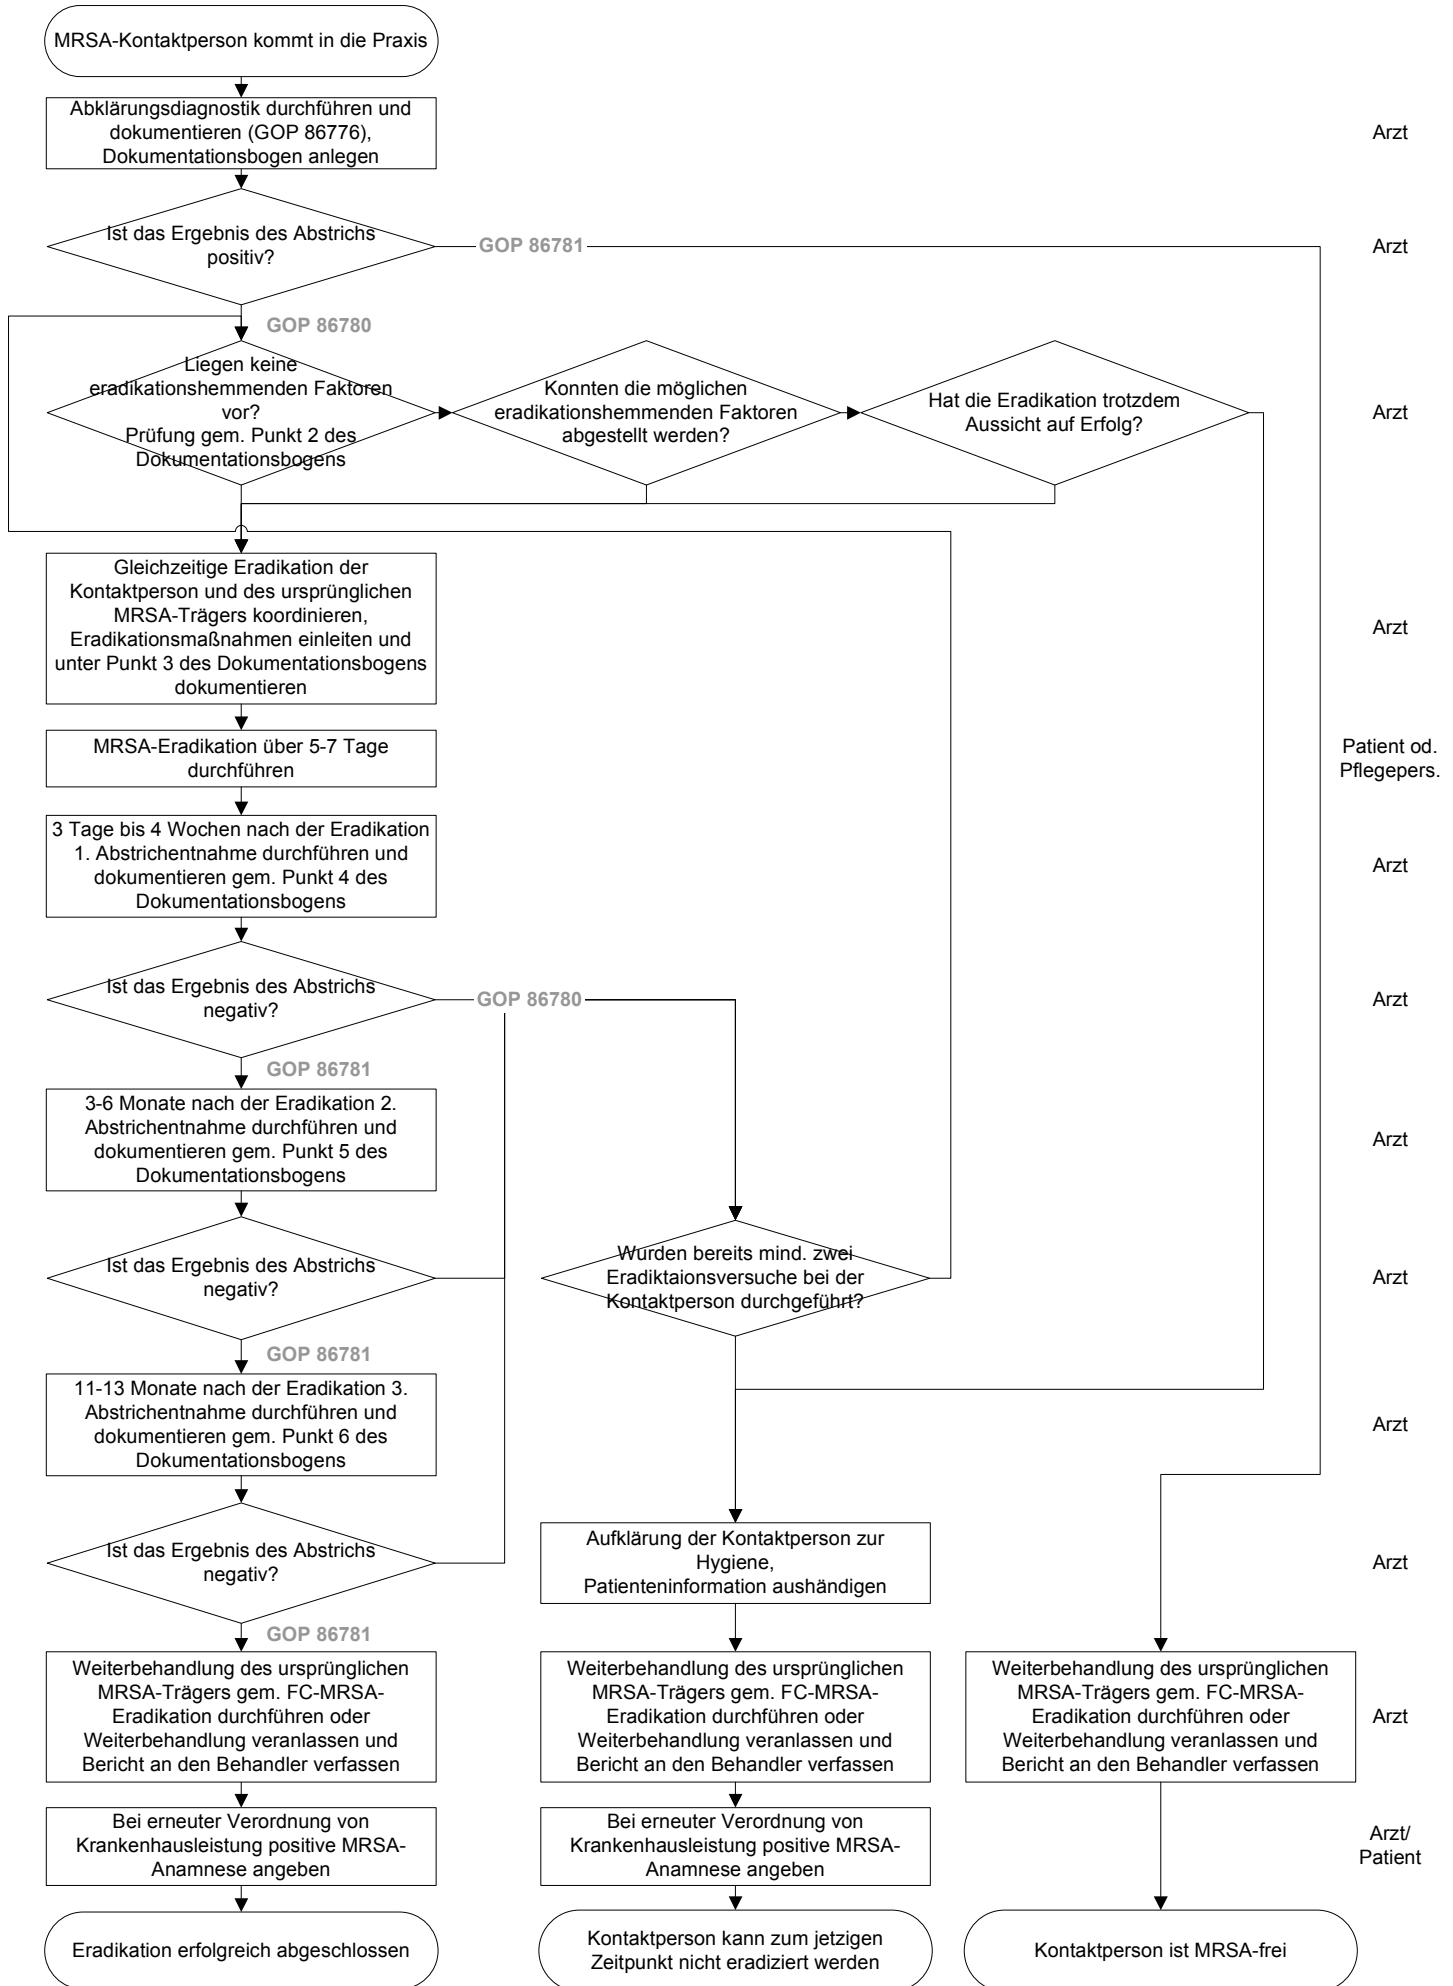 MRSA-Kontaktperson kommt in die Praxis
Abklärungsdiagnostik durchführen und
dokumentieren (GOP 86776),
Dokumentationsbogen anlegen
Arzt
Ist das Ergebnis des Abstrichs
positiv?
GOP 86781
Arzt
GOP 86780
Liegen keine
eradikationshemmenden Faktoren
vor?
Prüfung gem. Punkt 2 des
Dokumentationsbogens
Konnten die möglichen
eradikationshemmenden Faktoren
abgestellt werden?
Hat die Eradikation trotzdem
Aussicht auf Erfolg?
Arzt
Gleichzeitige Eradikation der
Kontaktperson und des ursprünglichen
MRSA-Trägers koordinieren,
Eradikationsmaßnahmen einleiten und
unter Punkt 3 des Dokumentationsbogens
dokumentieren
Arzt
MRSA-Eradikation über 5-7 Tage
durchführen
Patient od.
Pflegepers.
3 Tage bis 4 Wochen nach der Eradikation
1. Abstrichentnahme durchführen und
dokumentieren gem. Punkt 4 des
Dokumentationsbogens
Arzt
Ist das Ergebnis des Abstrichs
negativ?
GOP 86780
Arzt
GOP 86781
3-6 Monate nach der Eradikation 2.
Abstrichentnahme durchführen und
dokumentieren gem. Punkt 5 des
Dokumentationsbogens
Arzt
Ist das Ergebnis des Abstrichs
negativ?
Wurden bereits mind. zwei
Eradiktaionsversuche bei der
Kontaktperson durchgeführt?
Arzt
GOP 86781
11-13 Monate nach der Eradikation 3.
Abstrichentnahme durchführen und
dokumentieren gem. Punkt 6 des
Dokumentationsbogens
Arzt
Ist das Ergebnis des Abstrichs
negativ?
Aufklärung der Kontaktperson zur
Hygiene,
Patienteninformation aushändigen
Arzt
GOP 86781
Weiterbehandlung des ursprünglichen
MRSA-Trägers gem. FC-MRSA-
Eradikation durchführen oder
Weiterbehandlung veranlassen und
Bericht an den Behandler verfassen
Weiterbehandlung des ursprünglichen
MRSA-Trägers gem. FC-MRSA-
Eradikation durchführen oder
Weiterbehandlung veranlassen und
Bericht an den Behandler verfassen
Weiterbehandlung des ursprünglichen
MRSA-Trägers gem. FC-MRSA-
Eradikation durchführen oder
Weiterbehandlung veranlassen und
Bericht an den Behandler verfassen
Arzt
Bei erneuter Verordnung von
Krankenhausleistung positive MRSA-
Anamnese angeben
Bei erneuter Verordnung von
Krankenhausleistung positive MRSA-
Anamnese angeben
Arzt/
Patient
Eradikation erfolgreich abgeschlossen
Kontaktperson kann zum jetzigen
Zeitpunkt nicht eradiziert werden
Kontaktperson ist MRSA-frei